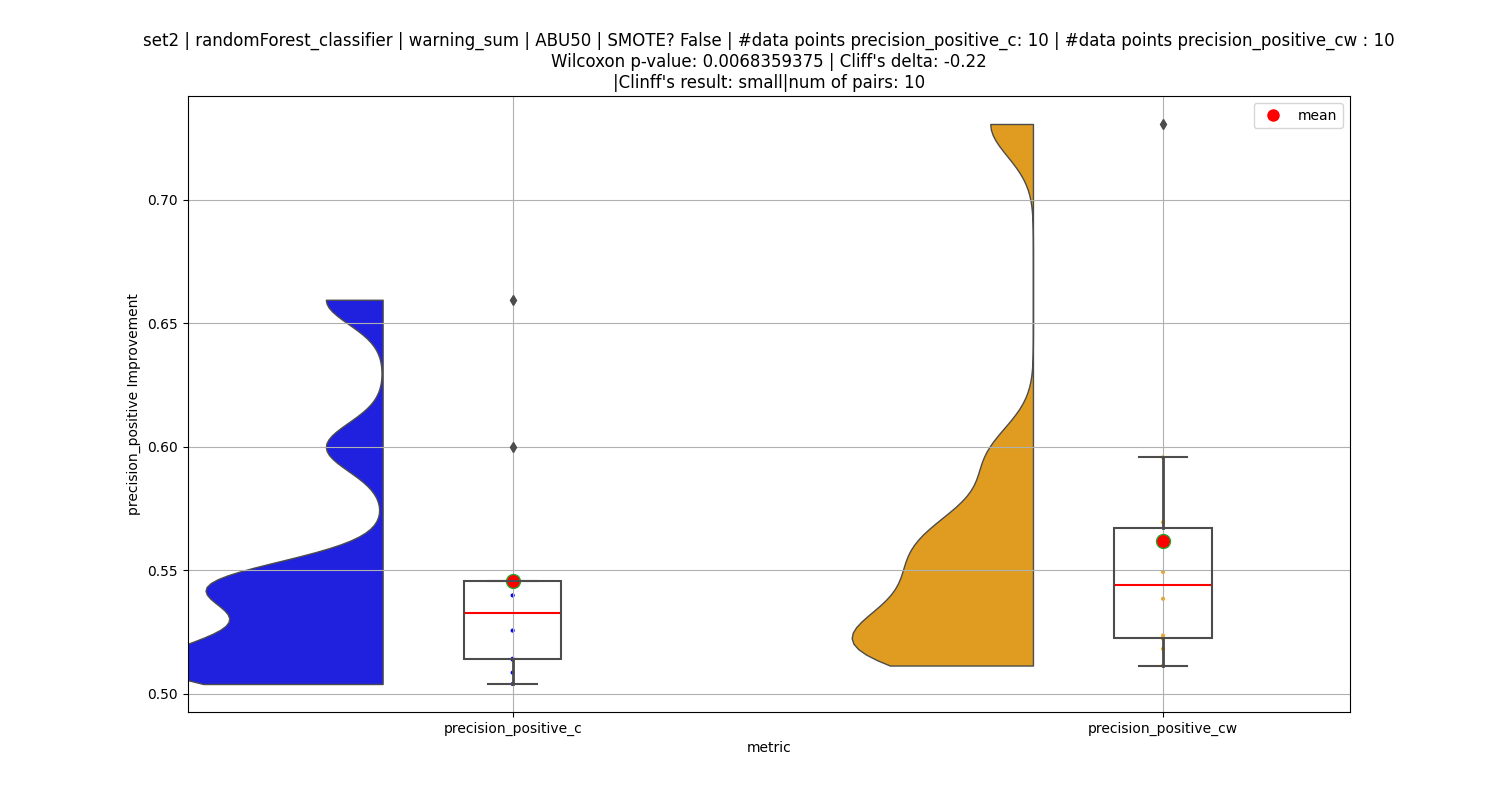 set2 | randomForest_classifier | warning_sum | ABU50 | SMOTE? False | #data points precision_positive_c: 10 | #data points precision_positive_cw : 10
Wilcoxon p-value: 0.0068359375 | Cliff's delta: -0.22
|Clinff's result: small|num of pairs: 10
mean
0.70
0.65
0.60
0.55
0.50
precision_positive Improvement
precision_positive_c
precision_positive_cw
metric